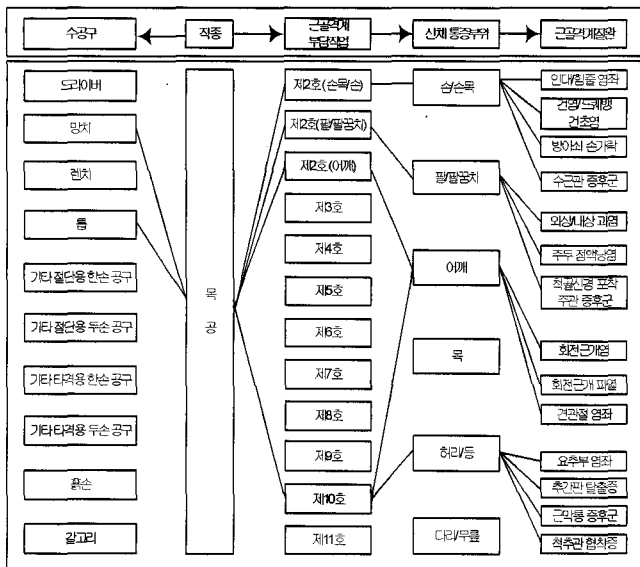 수공구
직종
근골격계
부담작업
신체 통증부위
근골격계질환
드라이버
망치
렌치
톱
기타 절단용 한손 공구
기타 절단용 두손 공구
기타 타격용 한손 공구
기타 타격용 두손 공구
흙손
갈고리
목
공
제2호(손목/손)
제2호(팔/팔꿈치)
제2호(어깨)
제3호
제4호
제5호
제6호
제7호
제8호
제9호
제10호
제11호
손/손목
팔/팔꿈치
어깨
목
허리/등
다리/무릎
인대/힘줄 염좌
건염/드퀘뱅
건초염
방아쇠 손가락
수근관 증후군
외상/내상 과염
주두 점액낭염
척골신경 포착
주관 증후군
회전근개염
회전근개 파열
견관절 염좌
요추부 염좌
추간판 탈출증
근막통 증후군
척추관 협착증